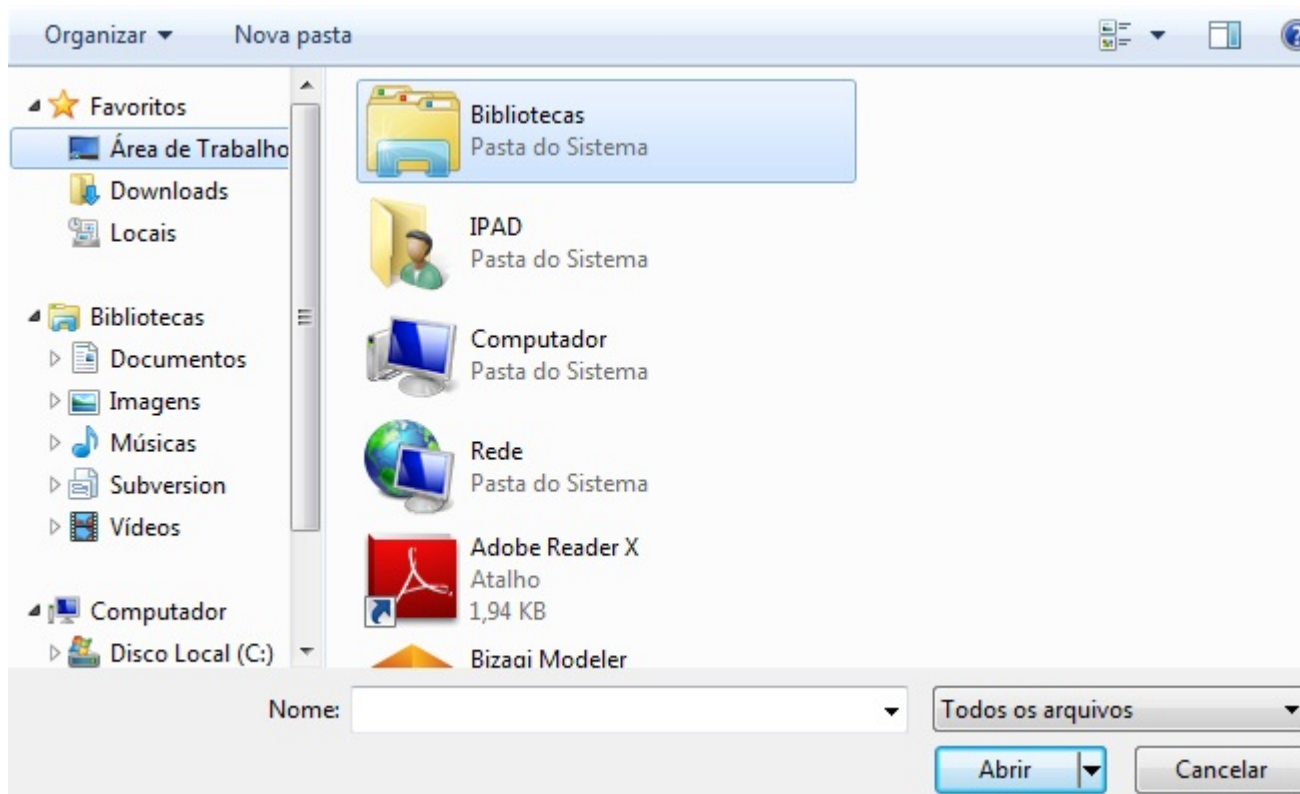 Organizar Nova pasta
Favoritos
Área de Trabalho
Downloads
Locais
Bibliotecas
Documentos
Imagens
Músicas
Subversion
Vídeos
Computador
Disco Local (C:)
Bibliotecas
Pasta do Sistema
IPAD
Pasta do Sistema
Computador
Pasta do Sistema
Rede
Pasta do Sistema
Adobe Reader X
Atalho
1,94 KB
Bizagi Modeler
Nome: Todos os arquivos
Abrir Cancelar